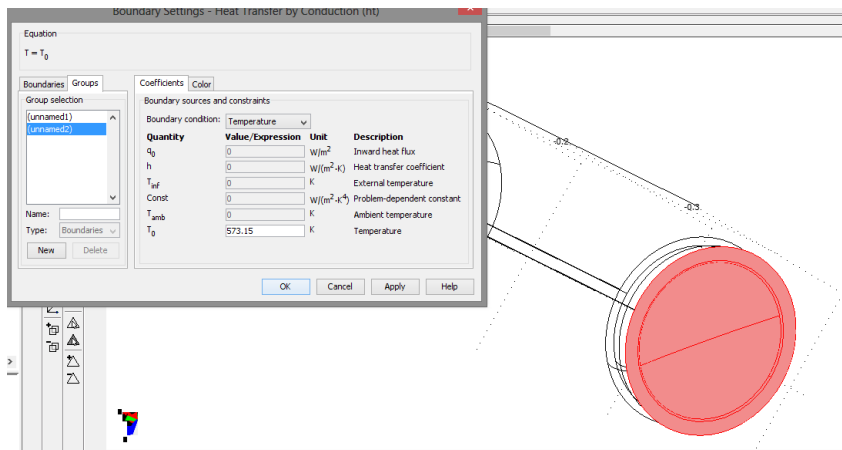 Boundary Settings - Heat Transfer by Conduction (ht)
Equation
T = T0
Boundaries Groups
Coefficients Color
Group selection
(unnamed1)
(unnamed2)
Name:
Type: Boundaries
New Delete
Boundary sources and constraints
Boundary condition: Temperature
Quantity Value/Expression Unit Description
q0 0 W/m2 Inward heat flux
h 0 W/(m2·K) Heat transfer coefficient
Tinf 0 K External temperature
Const 0 W/(m2·K4) Problem-dependent constant
Tamb 0 K Ambient temperature
T0 573.15 K Temperature
OK Cancel Apply Help
-0.2
-0.3